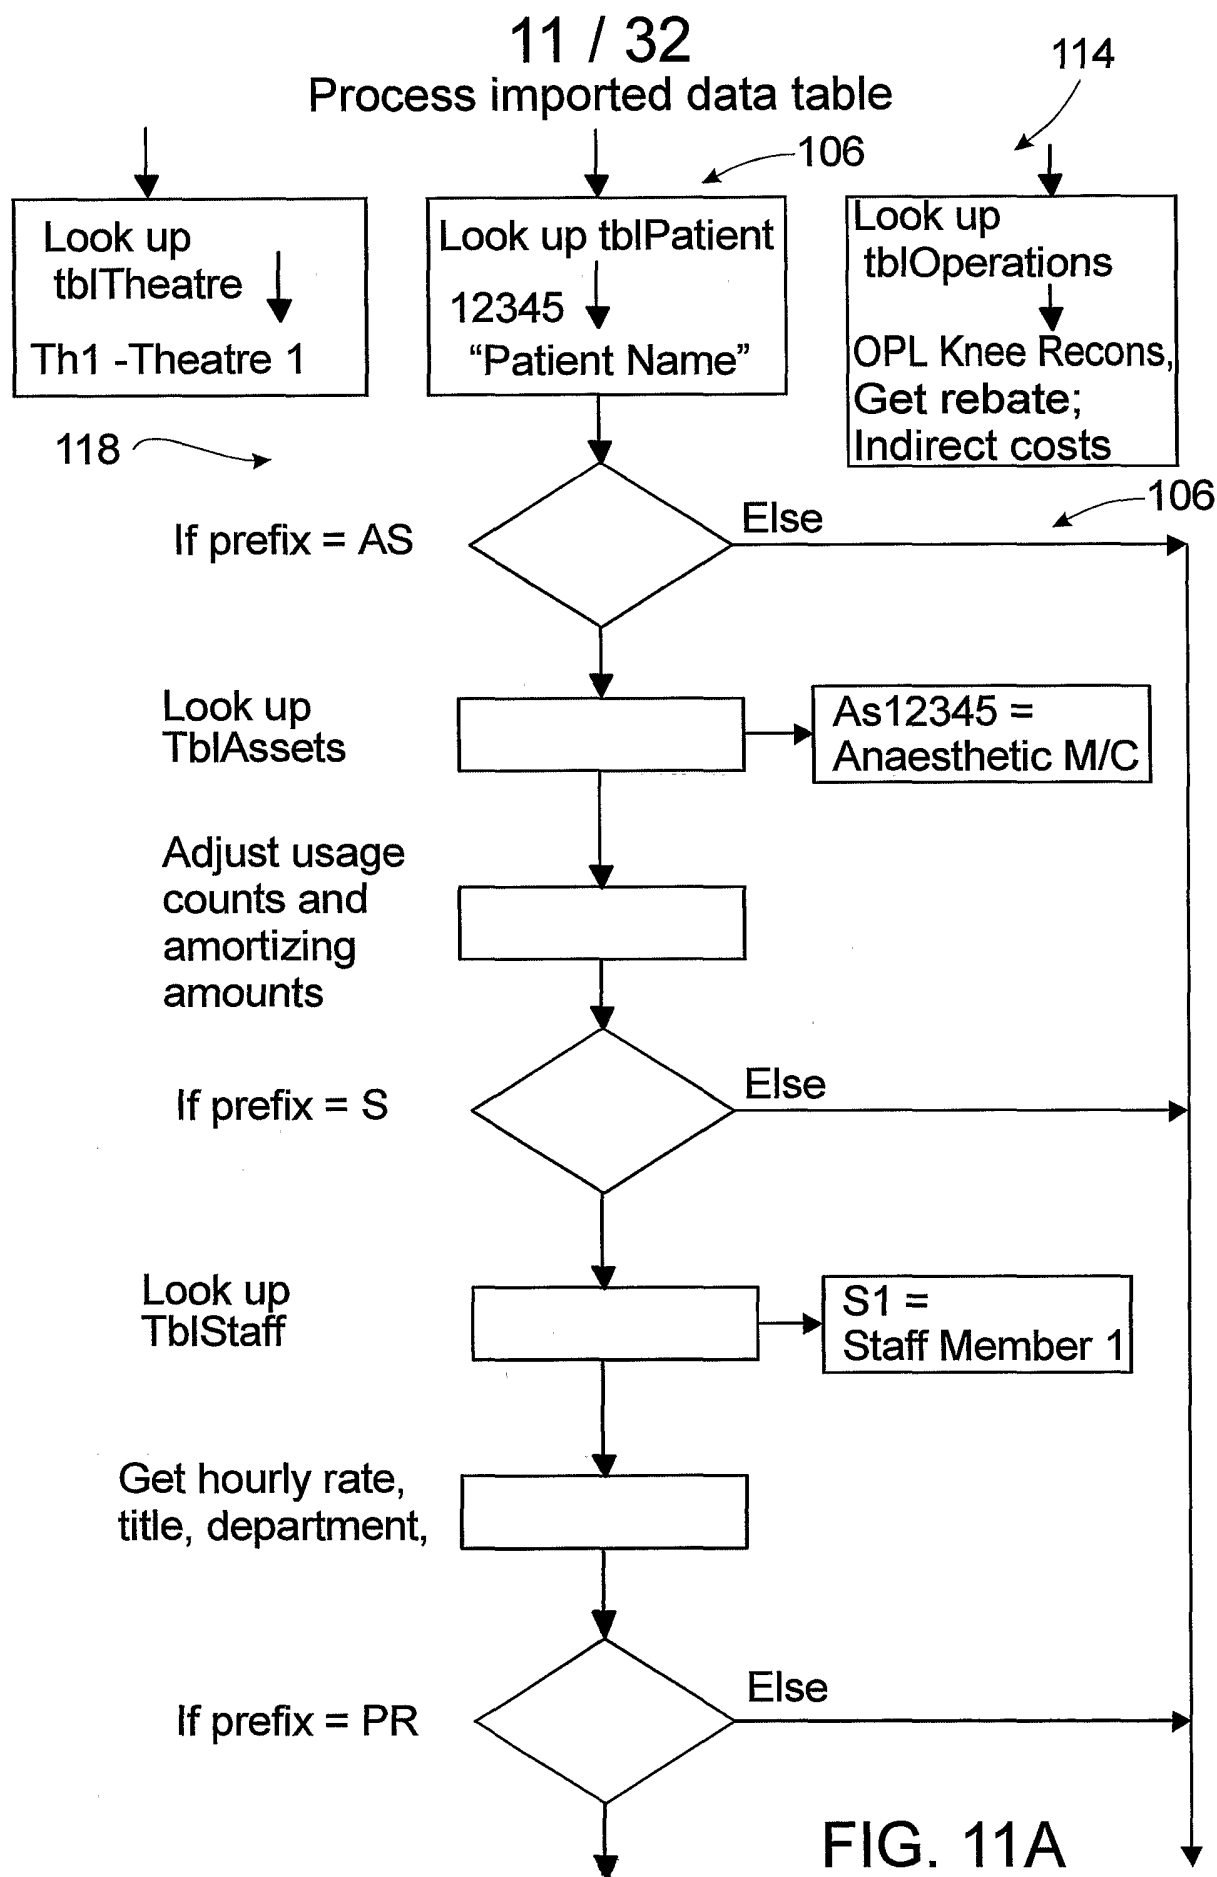 11 / 32
Process imported data table
114
106
Look up
tblTheatre
Th1 -Theatre 1
Look up tblPatient
12345
“Patient Name”
Look up
tblOperations
OPL Knee Recons,
Get rebate;
Indirect costs
118
106
If prefix = AS
Else
Look up
TblAssets
As12345 =
Anaesthetic M/C
Adjust usage
counts and
amortizing
amounts
If prefix = S
Else
Look up
TblStaff
S1 =
Staff Member 1
Get hourly rate,
title, department,
If prefix = PR
Else
FIG. 11A